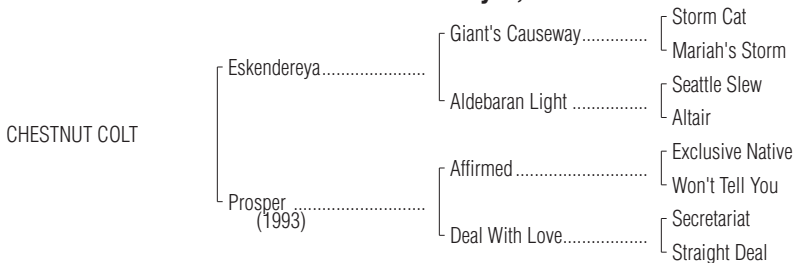 Storm Cat
Giant's Causeway..............
Mariah's Storm
Eskendereya......................
Seattle Slew
Aldebaran Light ................
Altair
CHESTNUT COLT
Exclusive Native
Affirmed............................
Won't Tell You
Prosper ............................
(1993)
Secretariat
Deal With Love..................
Straight Deal